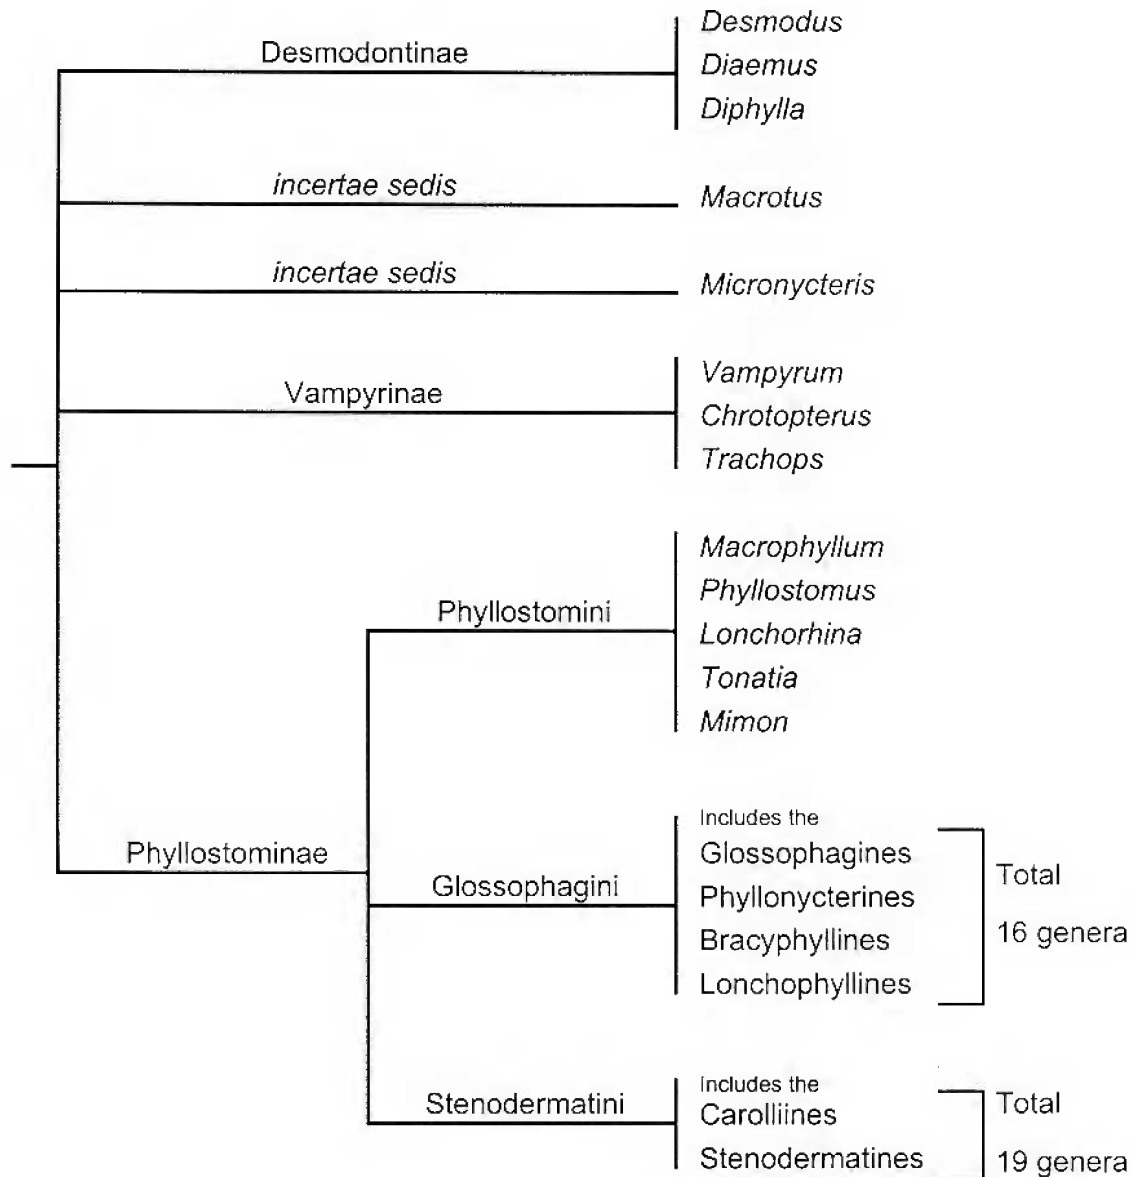 Desmodontinae
Desmodus
Diaemus
Diphylla
incertae sedis
Macrotus
incertae sedis
Micronycteris
Vampyrinae
Vampyrum
Chrotopterus
Trachops
Phyllostominae
Phyllostomini
Macrophyllum
Phyllostomus
Lonchorhina
Tonatia
Mimon
Glossophagini
Includes the
Glossophagines
Phyllonycterines
Bracyphyllines
Lonchophyllines
Total
16 genera
Stenodermatini
Includes the
Carolliines
Stenodermatines
Total
19 genera